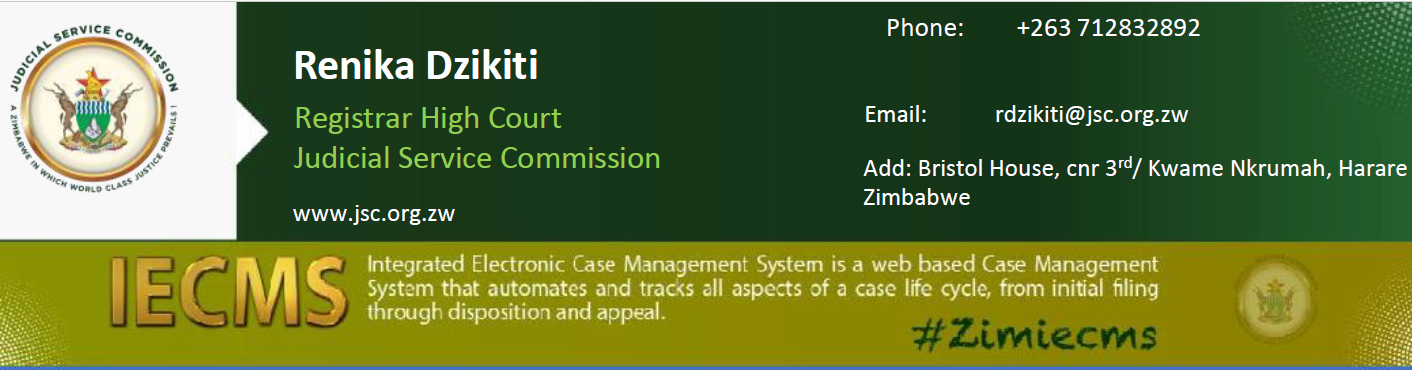 JUDICIAL SERVICE COMMISSION
A ZIMBABWE IN WHICH WORLD CLASS JUSTICE PREVAILS !
Renika Dzikiti
Registrar High Court
Judicial Service Commission
www.jsc.org.zw
Phone: +263 712832892
Email: rdzikiti@jsc.org.zw
Add: Bristol House, cnr 3rd/ Kwame Nkrumah, Harare
Zimbabwe
IECMS
Integrated Electronic Case Management System is a web based Case Management
System that automates and tracks all aspects of a case life cycle, from initial filing
through disposition and appeal.
#Zimiecms